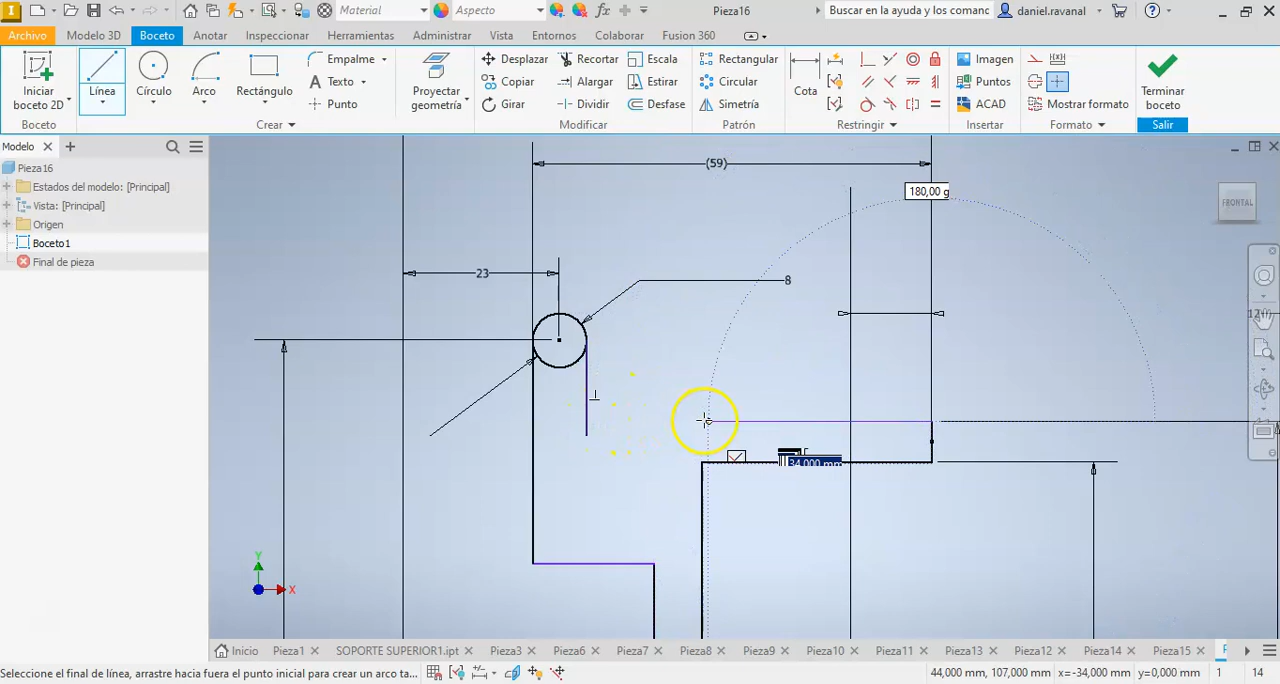 Material Aspecto Pieza16 Buscar en la ayuda y los comanc daniel.ravanal
Archivo Modelo 3D Boceto Anotar Inspeccionar Herramientas Administrar Vista Entornos Colaborar Fusion 360
Iniciar boceto 2D
Boceto
Línea
Círculo
Arco
Rectángulo
Empalme
Texto
Punto
Crear
Proyectar geometría
Desplazar Recortar Escala
Copiar Alargar Estirar
Girar Dividir Desfase
Modificar
Rectangular
Circular
Simetría
Patrón
Cota
Restringir
Imagen
Puntos
ACAD
Insertar
Mostrar formato
Formato
Terminar boceto
Salir
Modelo
Pieza16
Estados del modelo: [Principal]
Vista: [Principal]
Origen
Boceto1
Final de pieza
(59)
180,00 g
FRONTAL
23
8
34,000 mm
Y
X
Inicio Pieza1 SOPORTE SUPERIOR1.ipt Pieza3 Pieza6 Pieza7 Pieza8 Pieza9 Pieza10 Pieza11 Pieza13 Pieza12 Pieza14 Pieza15
Seleccione el final de línea, arrastre hacia fuera el punto inicial para crear un arco ta... 44,000 mm, 107,000 mm x=-34,000 mm y=0,000 mm 1 14